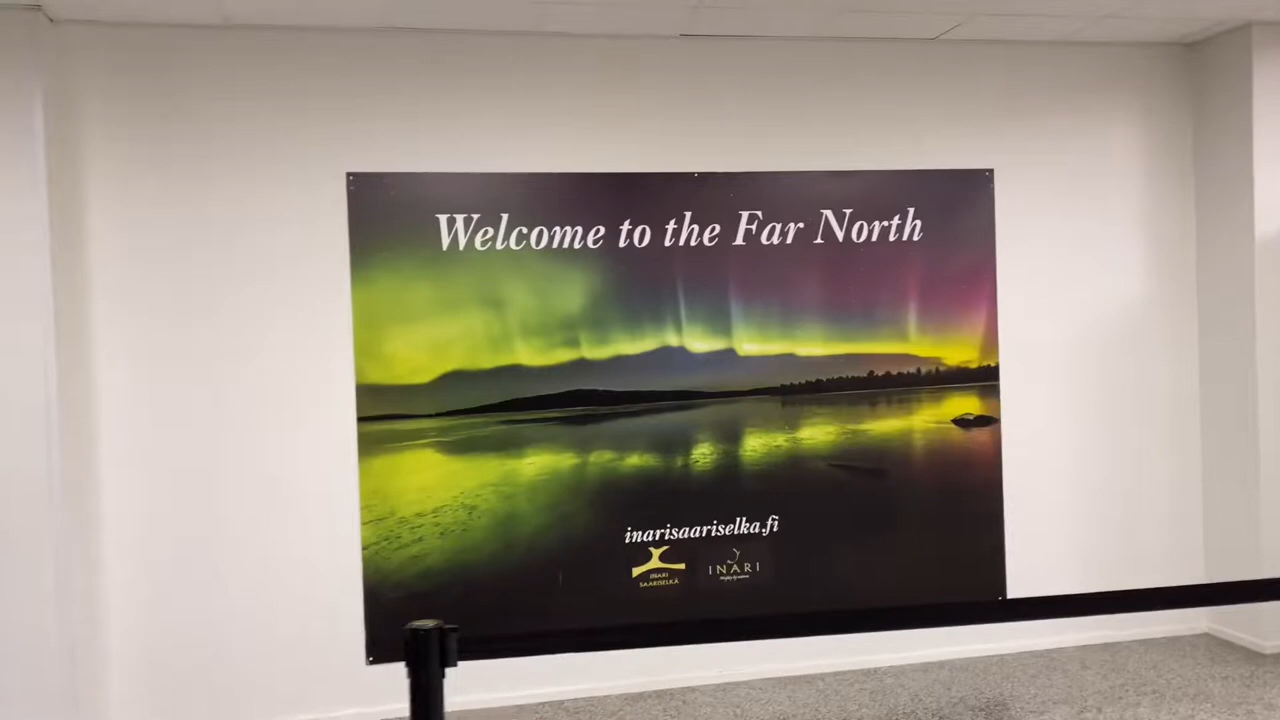 Welcome to the Far North
inarisaariselka.fi
INARI
SAARISELKÄ
INARI